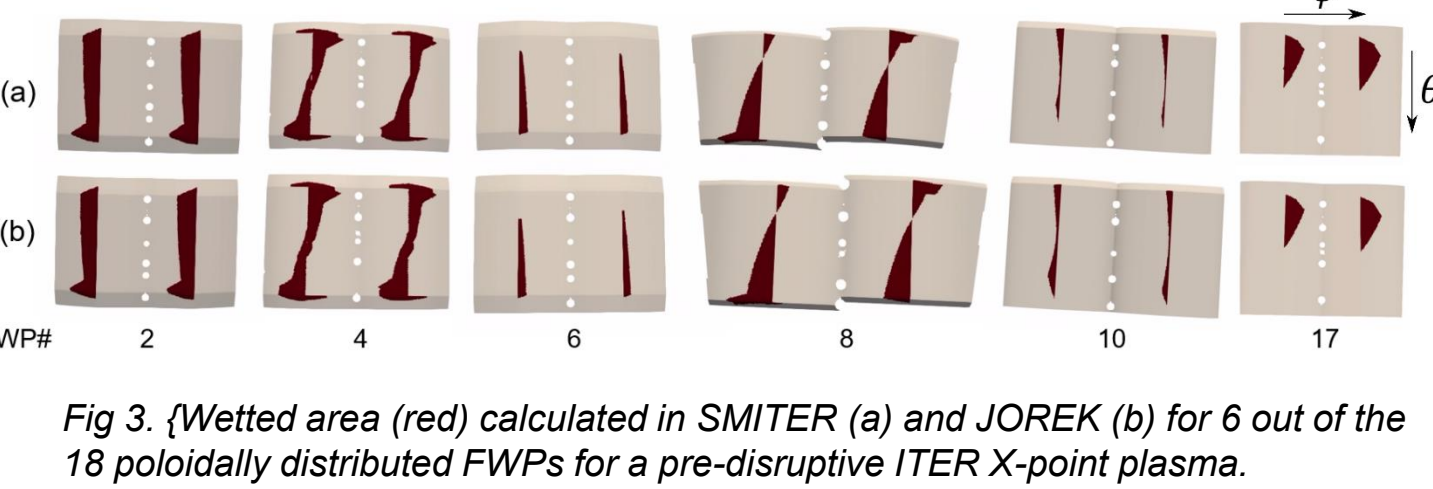 (a)
θ
(b)
WP# 2 4 6 8 10 17
Fig 3. {Wetted area (red) calculated in SMITER (a) and JOREK (b) for 6 out of the
18 poloidally distributed FWPs for a pre-disruptive ITER X-point plasma.